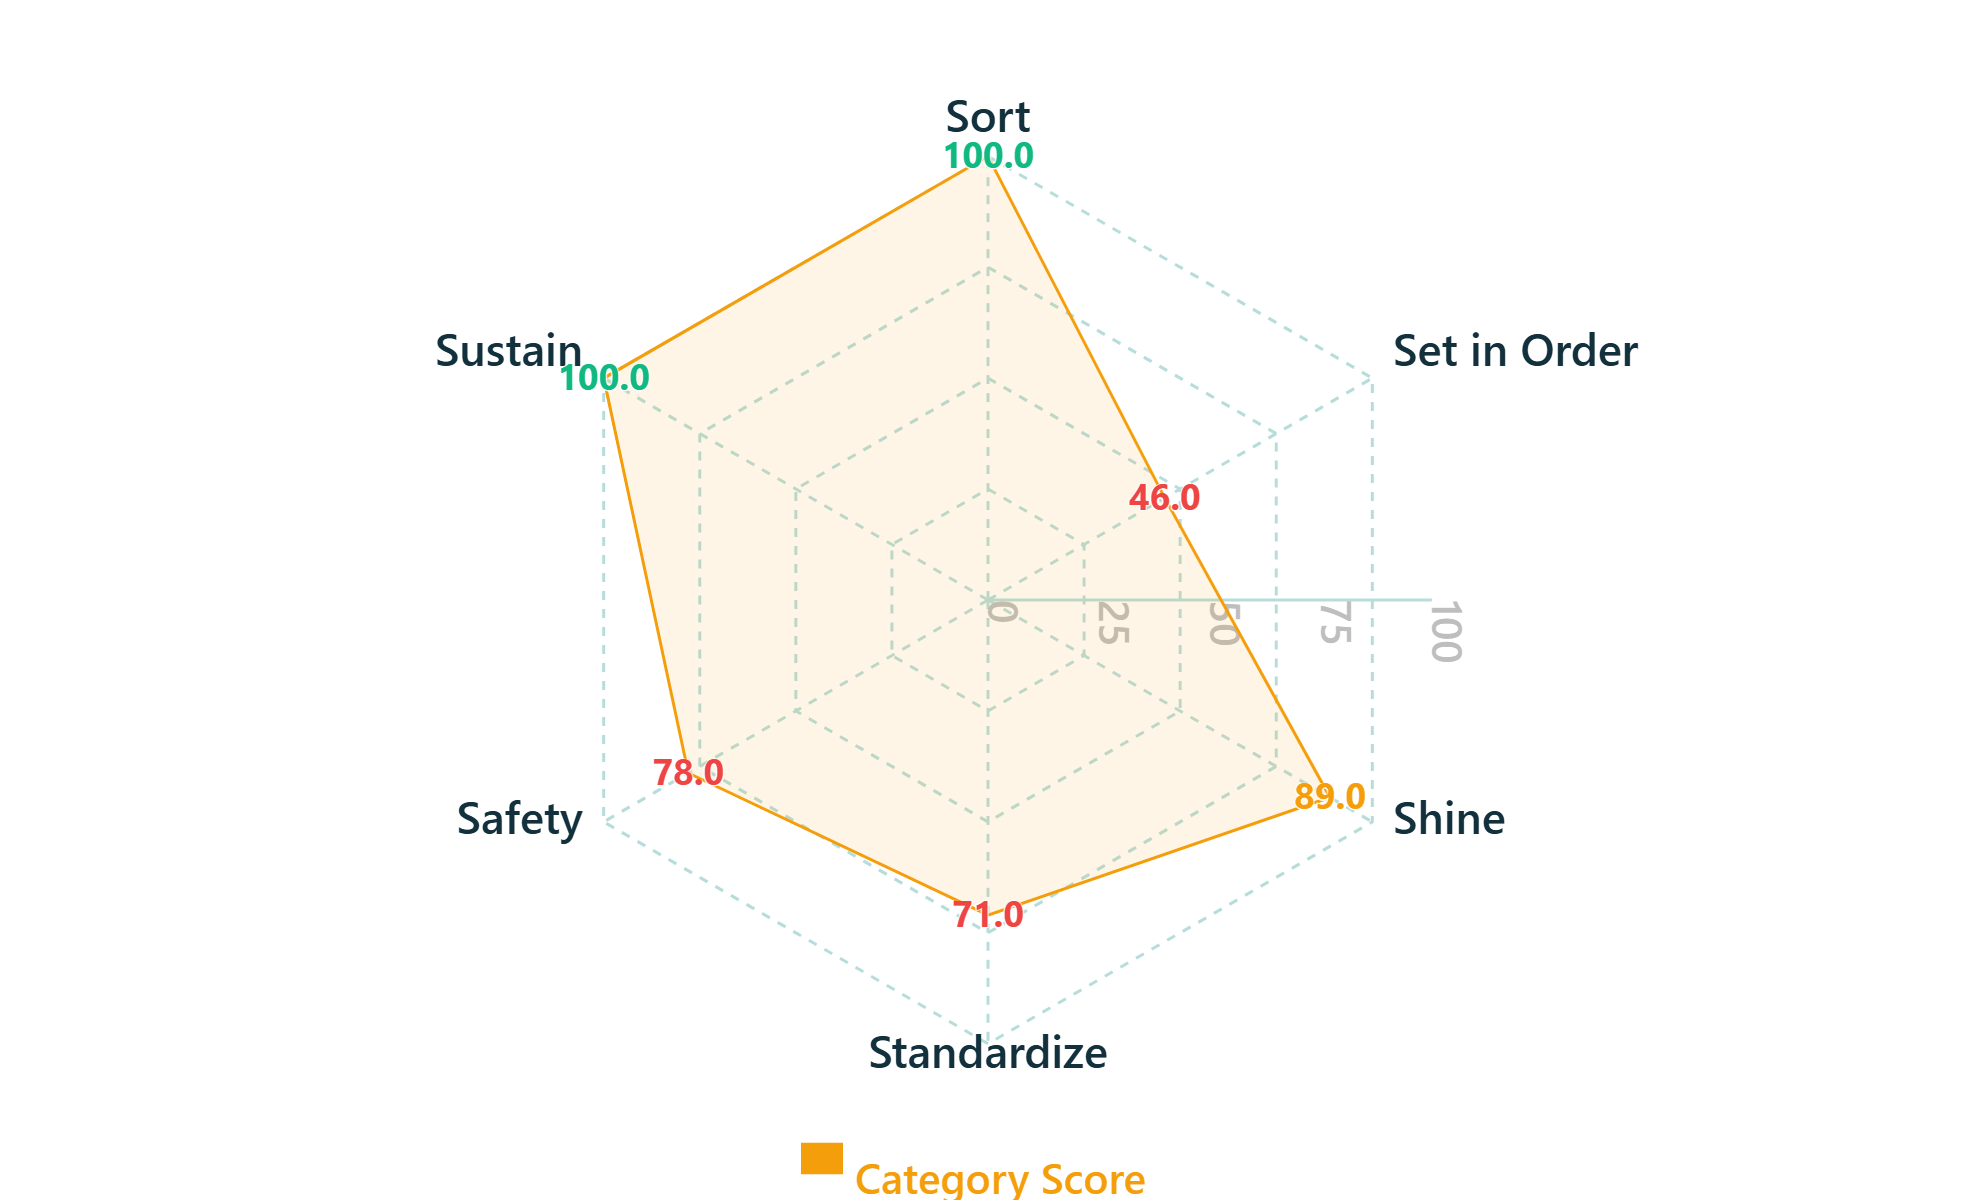 Sort
100.0
Sustain
100.0
Set in Order
46.0
0
25
50
75
100
78.0
Safety
89.0
Shine
71.0
Standardize
Category Score